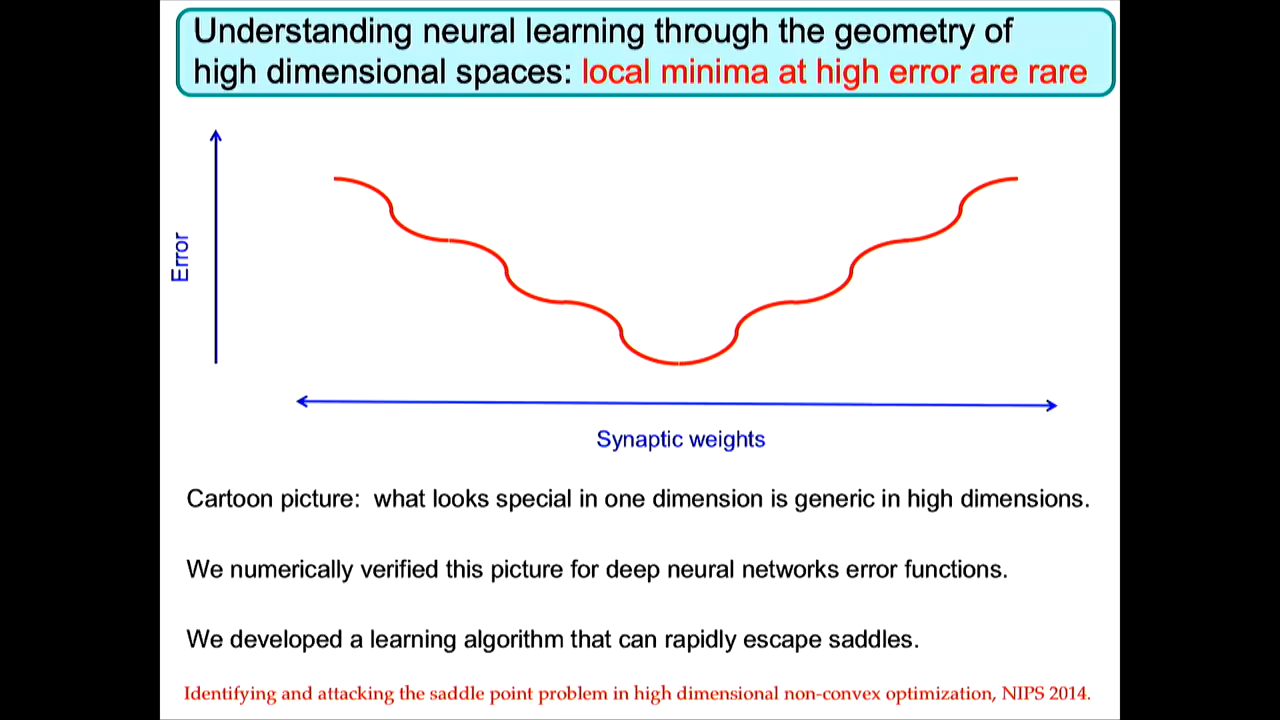 Understanding neural learning through the geometry of
high dimensional spaces: local minima at high error are rare
Error
Synaptic weights
Cartoon picture:  what looks special in one dimension is generic in high dimensions.
We numerically verified this picture for deep neural networks error functions.
We developed a learning algorithm that can rapidly escape saddles.
Identifying and attacking the saddle point problem in high dimensional non-convex optimization, NIPS 2014.